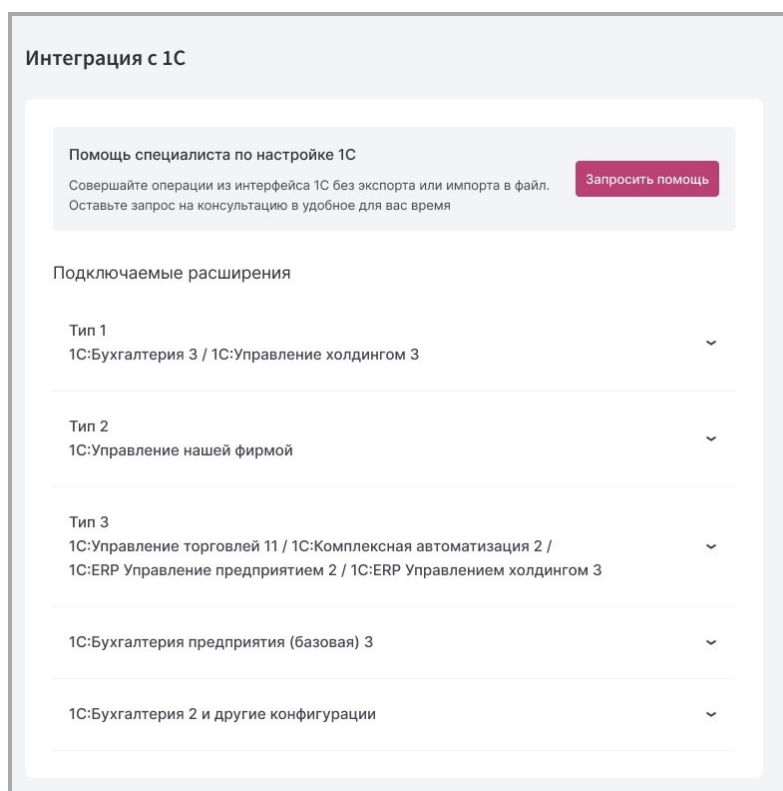 Интеграция с 1С
Помощь специалиста по настройке 1С
Совершайте операции из интерфейса 1С без экспорта или импорта в файл.
Оставьте запрос на консультацию в удобное для вас время
Запросить помощь
Подключаемые расширения
Тип 1
1С:Бухгалтерия 3 / 1С:Управление холдингом 3
Тип 2
1С:Управление нашей фирмой
Тип 3
1С:Управление торговлей 11 / 1С:Комплексная автоматизация 2 /
1С:ERP Управление предприятием 2 / 1С:ERP Управлением холдингом 3
1С:Бухгалтерия предприятия (базовая) 3
1С:Бухгалтерия 2 и другие конфигурации